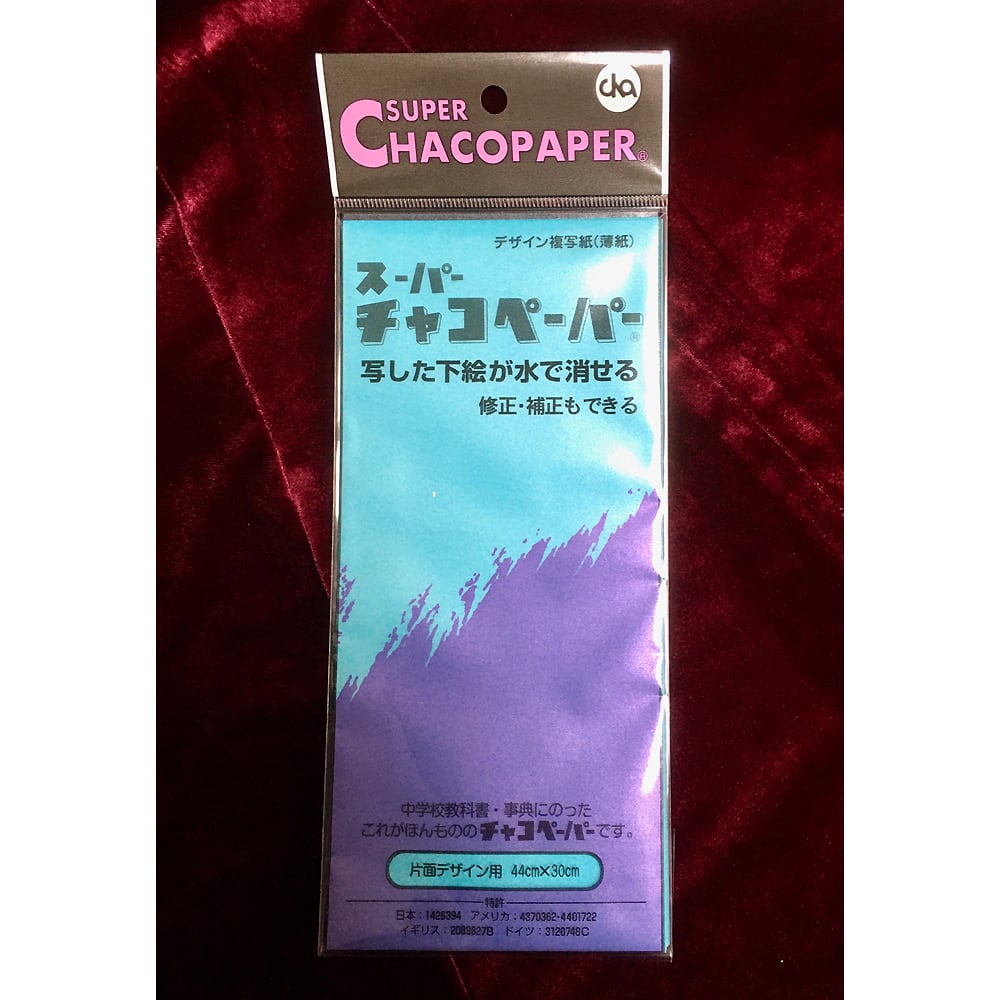 cha
SUPER
CHACOPAPER®
デザイン複写紙(薄紙)
スーパー
チャコペーパー®
写した下絵が水で消せる
修正・補正もできる
中学校教科書・事典にのった
これがほんもののチャコペーパーです。
片面デザイン用 44cm×30cm
特許
日本:1426394 アメリカ:4370362・4401722
イギリス:2089827B ドイツ:3120748C